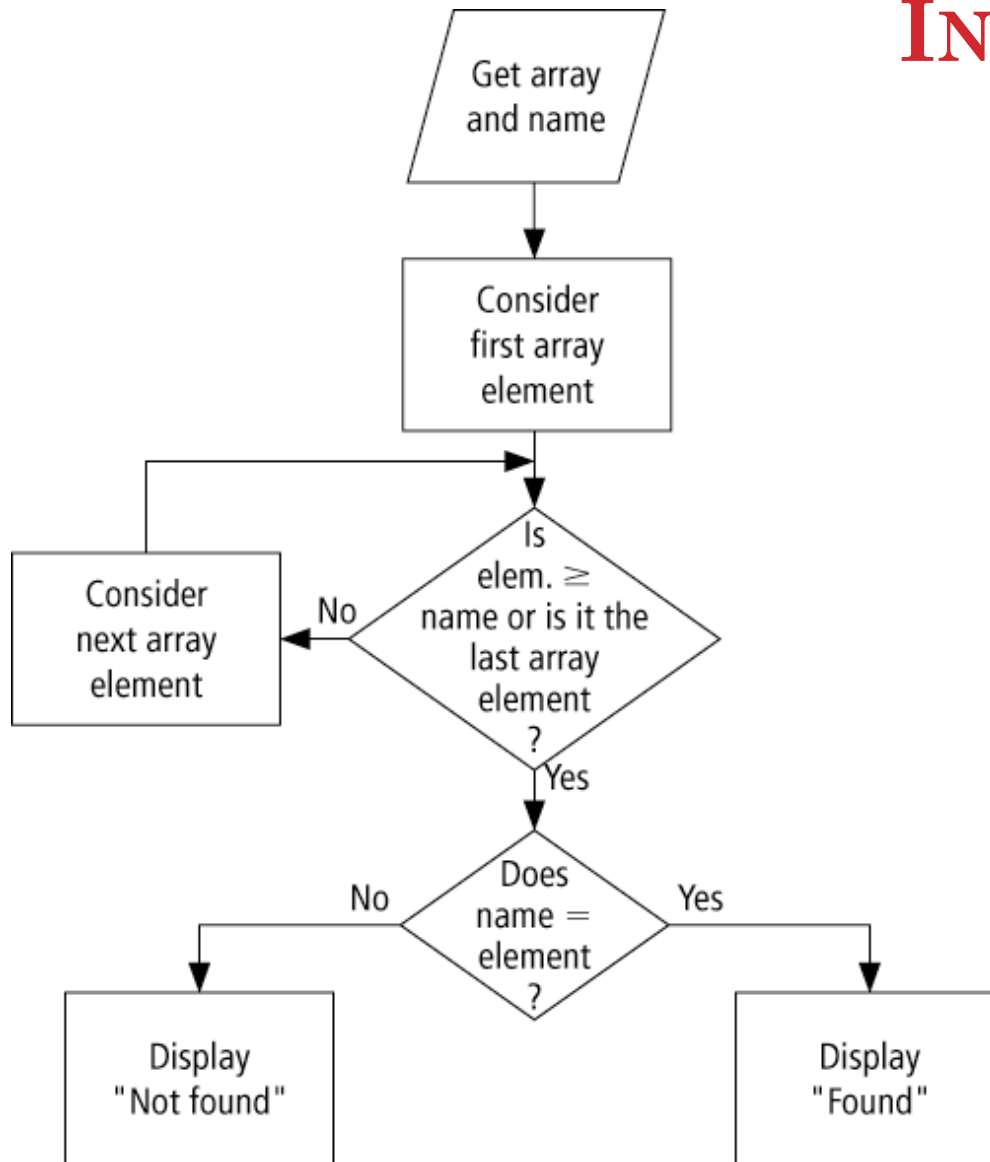 IN
Get array
and name
Consider
first array
element
Is
elem. ≥
name or is it the
last array
element
?
No
Consider
next array
element
Yes
Does
name =
element
?
No
Yes
Display
"Not found"
Display
"Found"